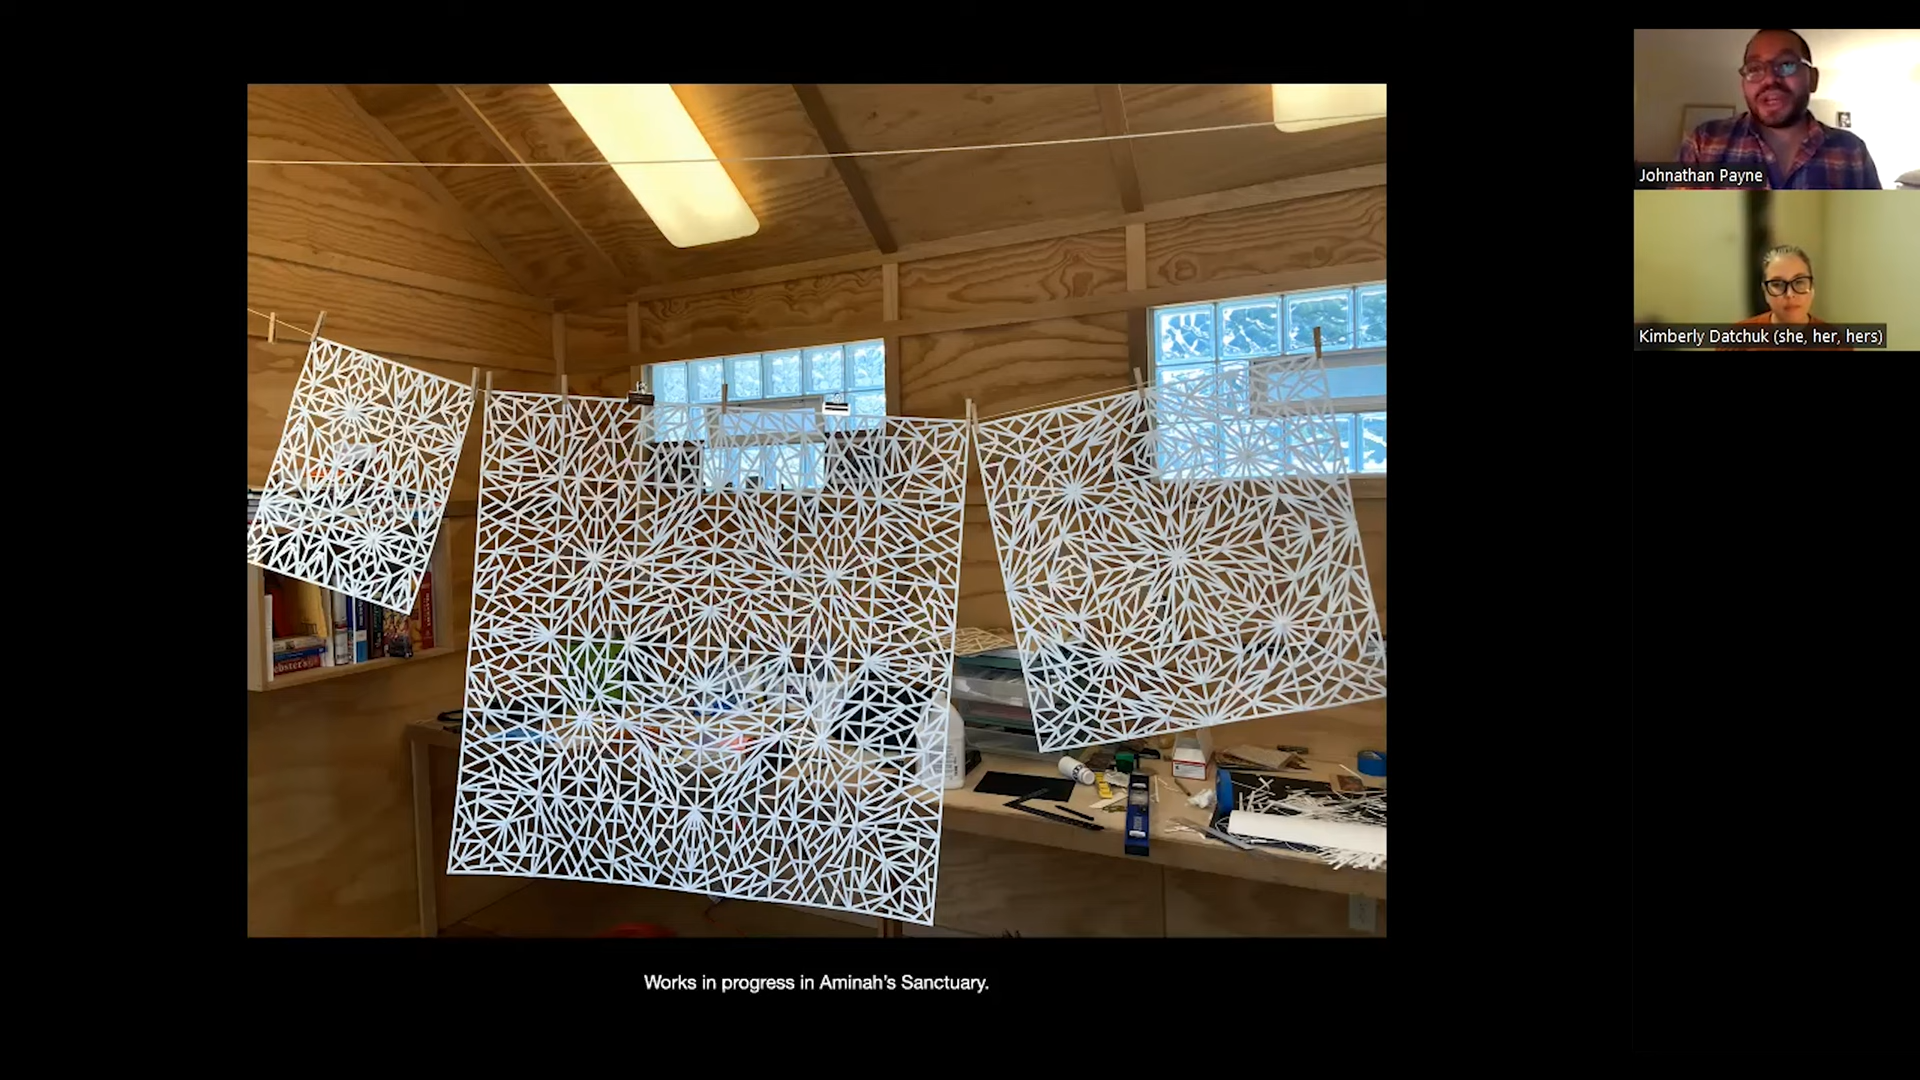 Johnathan Payne
Kimberly Datchuk (she, her, hers)
Works in progress in Aminah's Sanctuary.